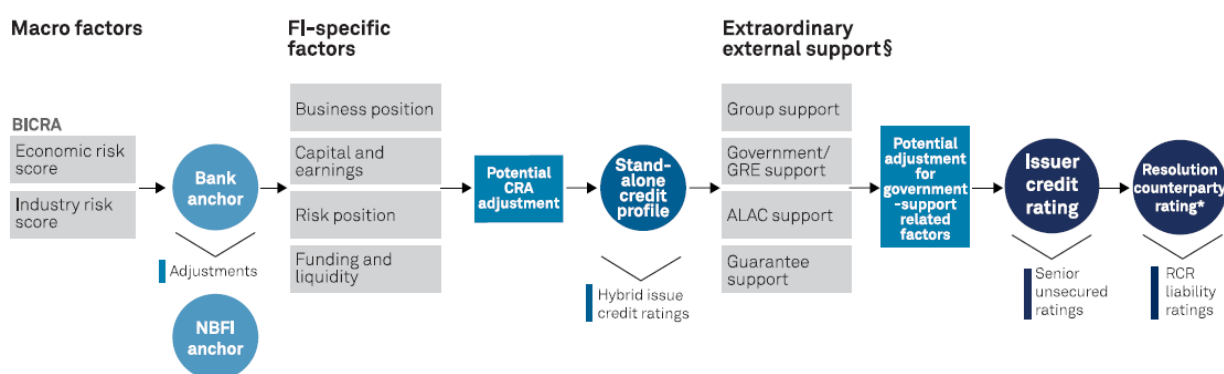 Macro factors
FI-specific
factors
Extraordinary
external support§
BICRA
Economic risk
score
Industry risk
score
Bank
anchor
Adjustments
NBFI
anchor
Business position
Capital and
earnings
Risk position
Funding and
liquidity
Potential
CRA
adjustment
Stand-
alone
credit
profile
Hybrid issue
credit ratings
Group support
Government/
GRE support
ALAC support
Guarantee
support
Potential
adjustment
for
government
-support
related
factors
Issuer
credit
rating
Senior
unsecured
ratings
Resolution
counterparty
rating*
RCR
liability
ratings